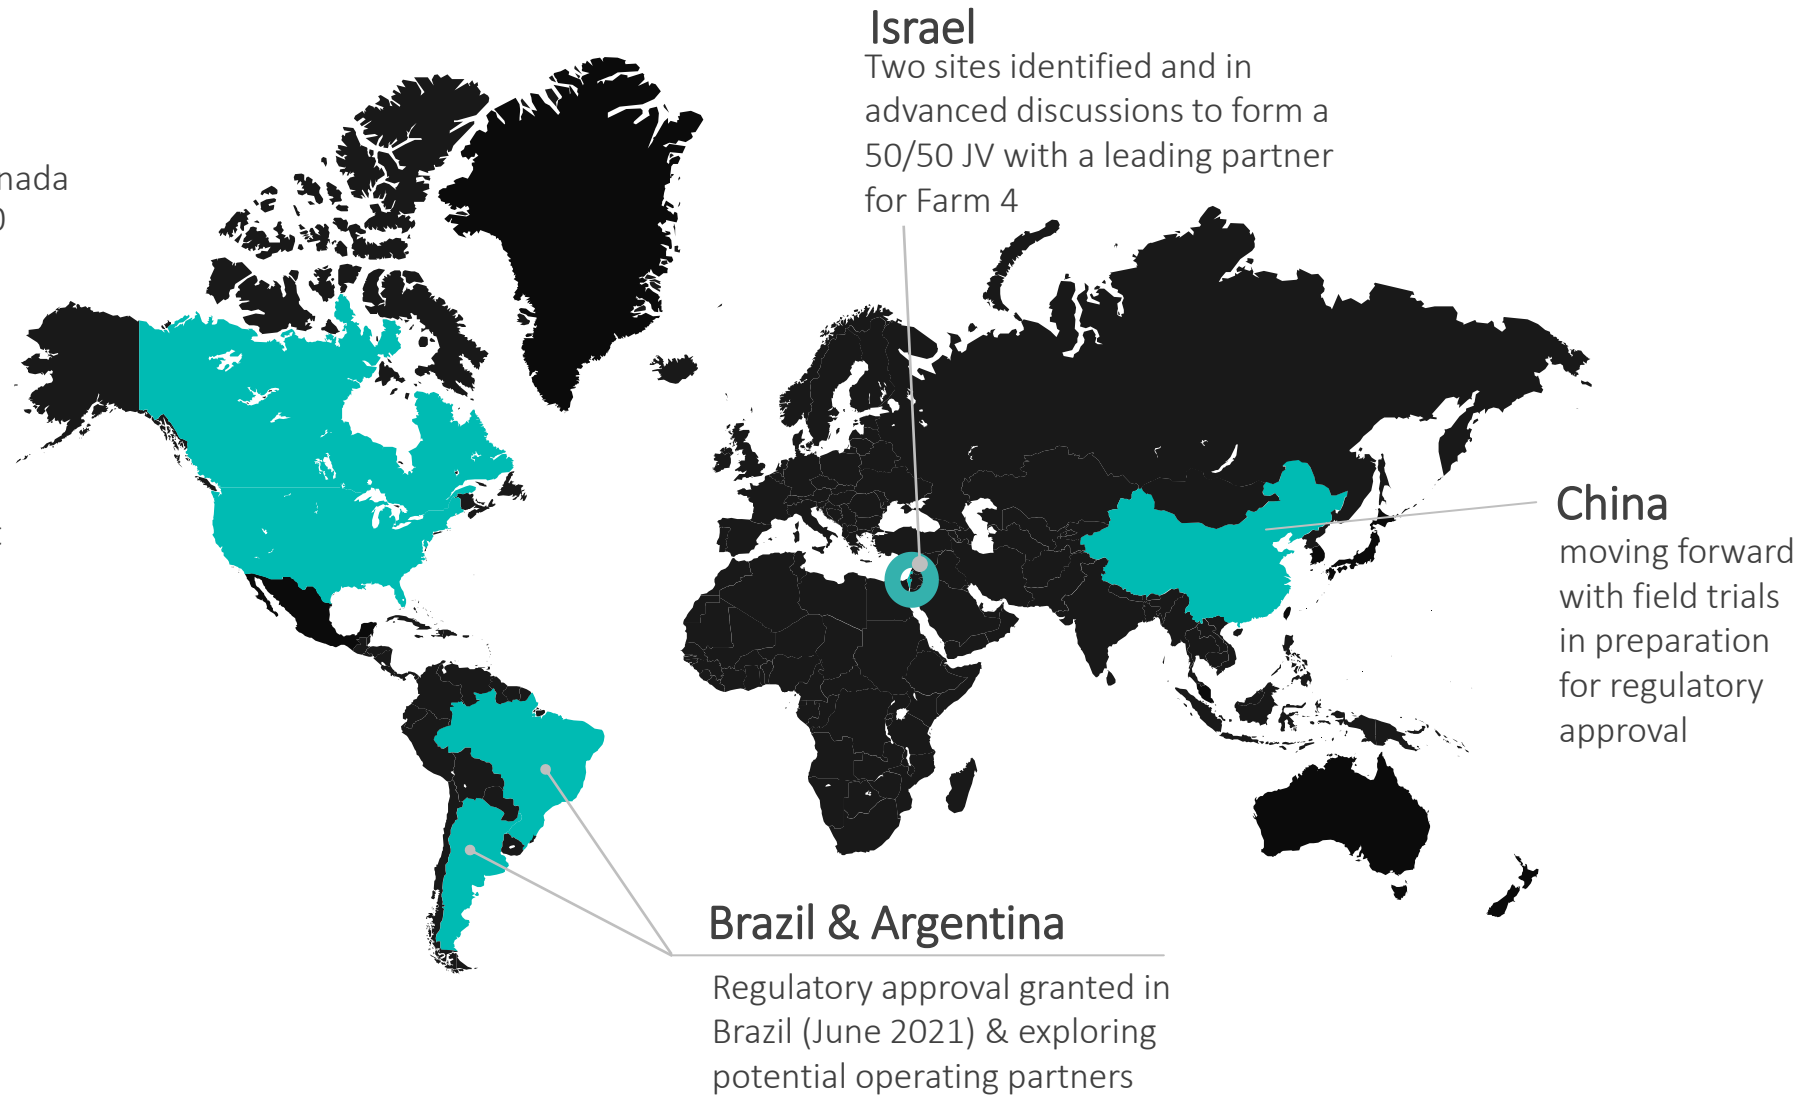 Israel
Two sites identified and in
advanced discussions to form a
50/50 JV with a leading partner
for Farm 4
China
moving forward
with field trials
in preparation
for regulatory
approval
Brazil & Argentina
Regulatory approval granted in
Brazil (June 2021) & exploring
potential operating partners